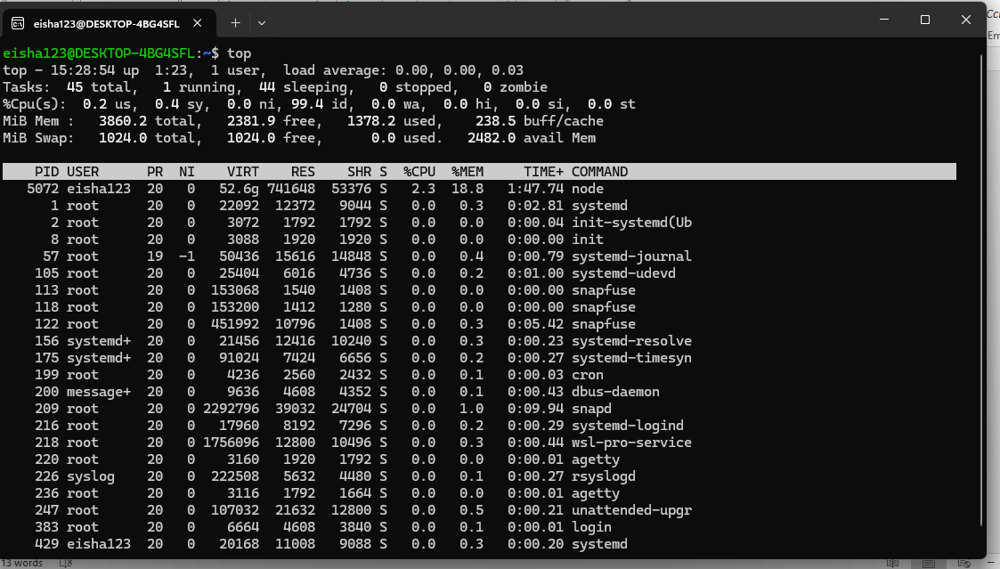 eisha123@DESKTOP-4BG4SFL
eisha123@DESKTOP-4BG4SFL:~$ top
top - 15:28:54 up  1:23,  1 user,  load average: 0.00, 0.00, 0.03
Tasks:  45 total,   1 running,  44 sleeping,   0 stopped,   0 zombie
%Cpu(s):  0.2 us,  0.4 sy,  0.0 ni, 99.4 id,  0.0 wa,  0.0 hi,  0.0 si,  0.0 st
MiB Mem :   3860.2 total,   2381.9 free,   1378.2 used,    238.5 buff/cache
MiB Swap:   1024.0 total,   1024.0 free,      0.0 used.   2482.0 avail Mem
PID USER      PR  NI    VIRT    RES    SHR S  %CPU  %MEM     TIME+ COMMAND
5072 eisha123  20   0   52.6g 741648  53376 S   2.3  18.8   1:47.74 node
1 root      20   0   22092  12372   9044 S   0.0   0.3   0:02.81 systemd
2 root      20   0    3072   1792   1792 S   0.0   0.0   0:00.04 init-systemd(Ub
8 root      20   0    3088   1920   1920 S   0.0   0.0   0:00.00 init
57 root      19  -1   50436  15616  14848 S   0.0   0.4   0:00.79 systemd-journal
105 root      20   0   25404   6016   4736 S   0.0   0.2   0:01.00 systemd-udevd
113 root      20   0  153068   1540   1408 S   0.0   0.0   0:00.00 snapfuse
118 root      20   0  153200   1412   1280 S   0.0   0.0   0:00.00 snapfuse
122 root      20   0  451992  10796   1408 S   0.0   0.3   0:05.42 snapfuse
156 systemd+  20   0   21456  12416  10240 S   0.0   0.3   0:00.23 systemd-resolve
175 systemd+  20   0   91024   7424   6656 S   0.0   0.2   0:00.27 systemd-timesyn
199 root      20   0    4236   2560   2432 S   0.0   0.1   0:00.03 cron
200 message+  20   0    9636   4608   4352 S   0.0   0.1   0:00.43 dbus-daemon
209 root      20   0 2292796  39032  24704 S   0.0   1.0   0:09.94 snapd
216 root      20   0   17960   8192   7296 S   0.0   0.2   0:00.29 systemd-logind
218 root      20   0 1756096  12800  10496 S   0.0   0.3   0:00.44 wsl-pro-service
220 root      20   0    3160   1920   1792 S   0.0   0.0   0:00.01 agetty
226 syslog    20   0  222508   5632   4480 S   0.0   0.1   0:00.27 rsyslogd
236 root      20   0    3116   1792   1664 S   0.0   0.0   0:00.01 agetty
247 root      20   0  107032  21632  12800 S   0.0   0.5   0:00.21 unattended-upgr
383 root      20   0    6664   4608   3840 S   0.0   0.1   0:00.01 login
429 eisha123  20   0   20168  11008   9088 S   0.0   0.3   0:00.20 systemd
13 words